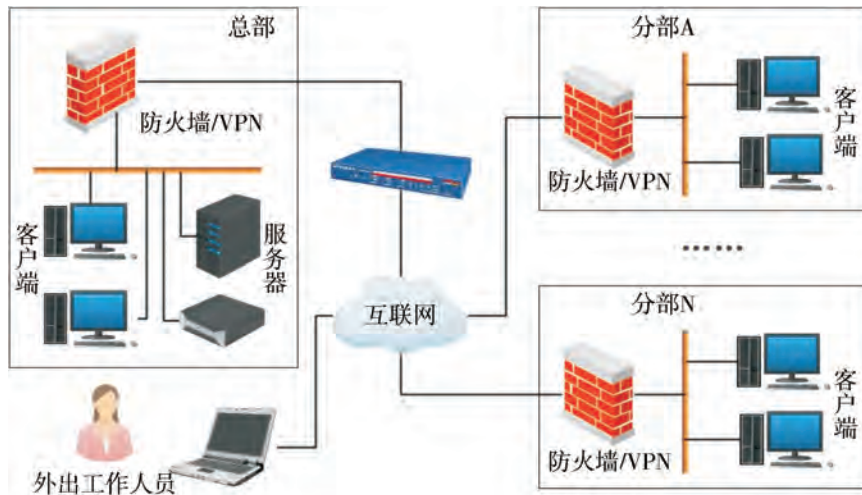 总部
防火墙/VPN
客户端
服务器
外出工作人员
互联网
分部A
防火墙/VPN
客户端
······
分部N
防火墙/VPN
客户端